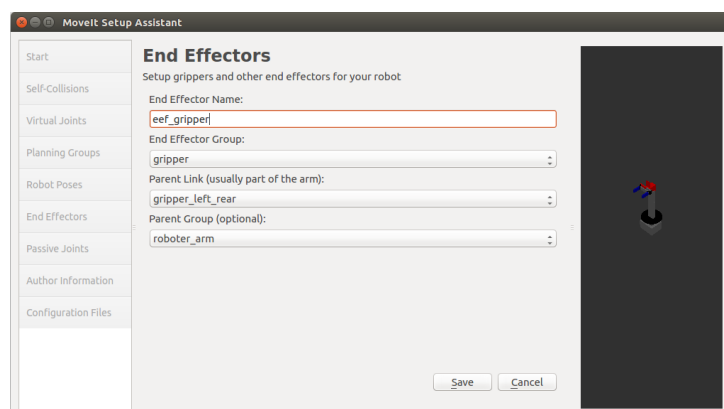 MoveIt Setup Assistant
Start
Self-Collisions
Virtual Joints
Planning Groups
Robot Poses
End Effectors
Passive Joints
Author Information
Configuration Files
End Effectors
Setup grippers and other end effectors for your robot
End Effector Name:
eef_gripper
End Effector Group:
gripper
Parent Link (usually part of the arm):
gripper_left_rear
Parent Group (optional):
roboter_arm
Save
Cancel